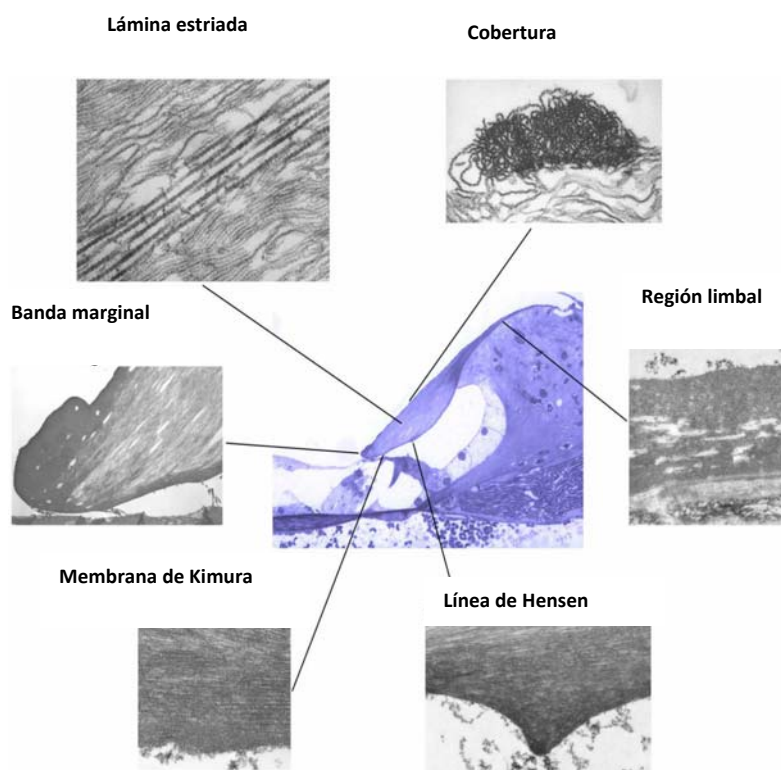 Lámina estriada
Cobertura
Banda marginal
Región limbal
Membrana de Kimura
Línea de Hensen